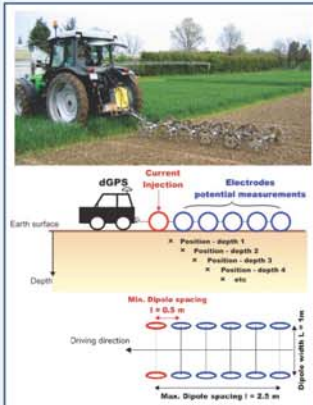 dGPS
Current
Injection
Electrodes
potential measurements
Earth surface
Depth
Position - depth 1
Position - depth 2
Position - depth 3
Position - depth 4
etc
Min. Dipole spacing
l = 0.5 m
Driving direction
Dipole width L = 1m
Max. Dipole spacing l = 2.5 m